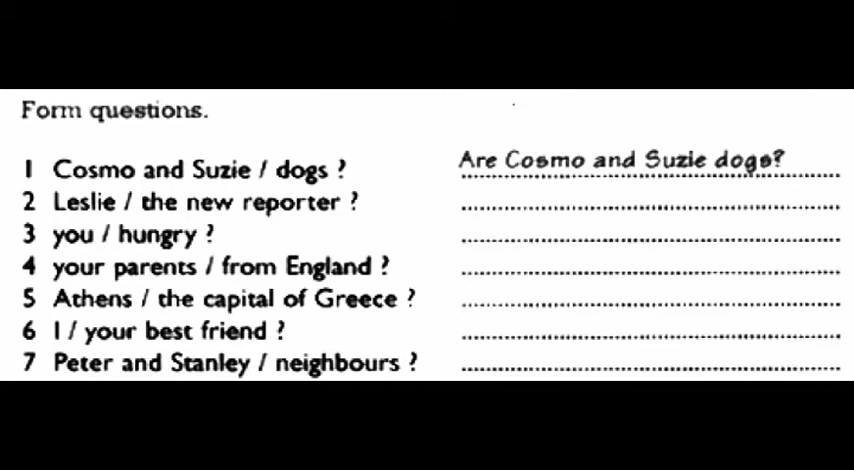 Form questions.
1 Cosmo and Suzie / dogs ? Are Cosmo and Suzie dogs?
2 Leslie / the new reporter ?
3 you / hungry ?
4 your parents / from England ?
5 Athens / the capital of Greece ?
6 I / your best friend ?
7 Peter and Stanley / neighbours ?